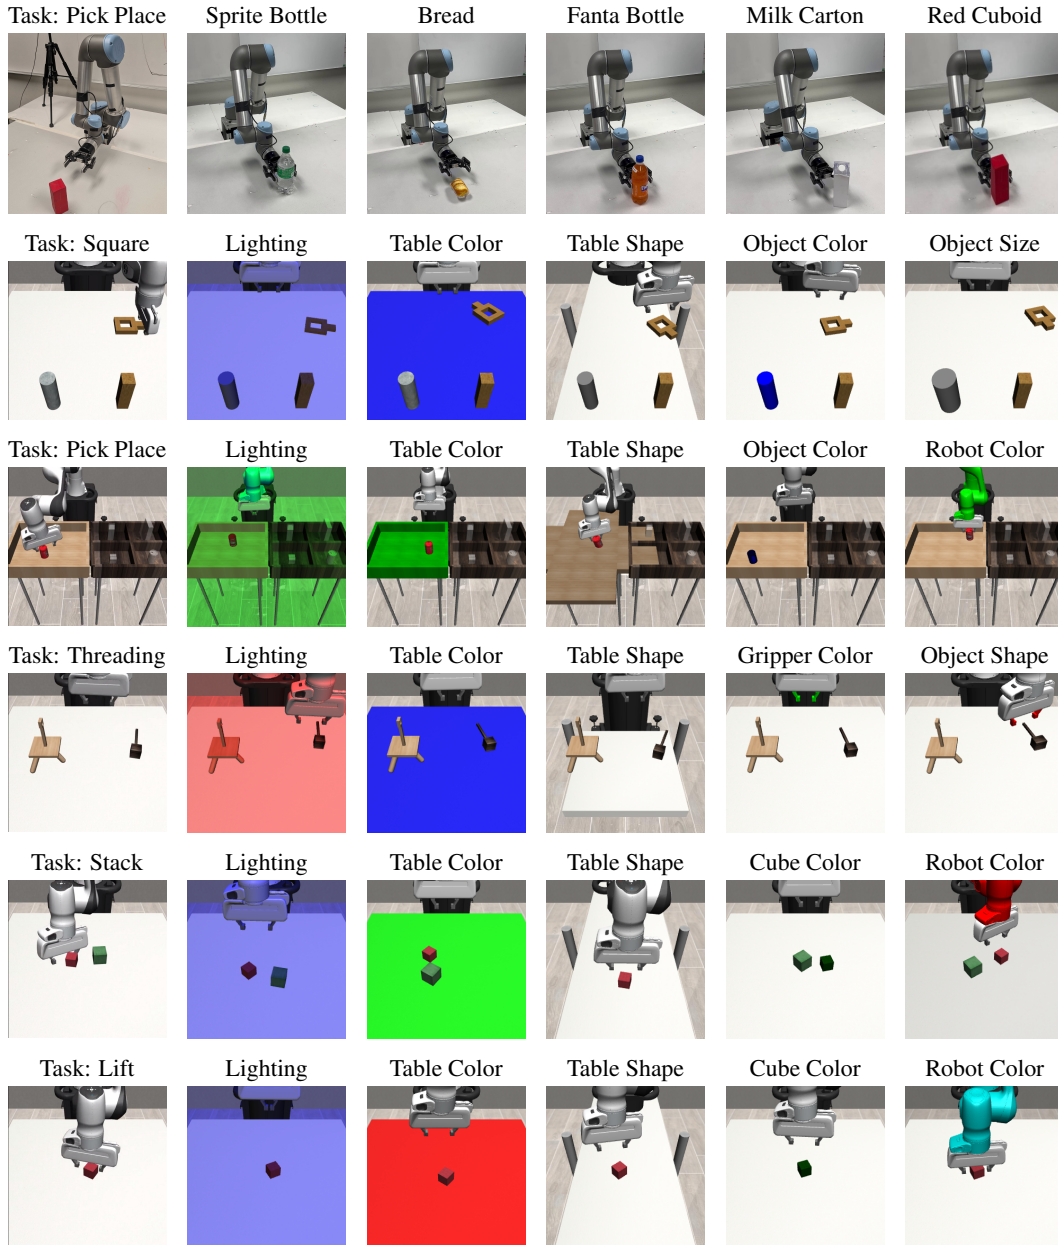 Task: Pick Place Sprite Bottle Bread Fanta Bottle Milk Carton Red Cuboid
Task: Square Lighting Table Color Table Shape Object Color Object Size
Task: Pick Place Lighting Table Color Table Shape Object Color Robot Color
Task: Threading Lighting Table Color Table Shape Gripper Color Object Shape
Task: Stack Lighting Table Color Table Shape Cube Color Robot Color
Task: Lift Lighting Table Color Table Shape Cube Color Robot Color